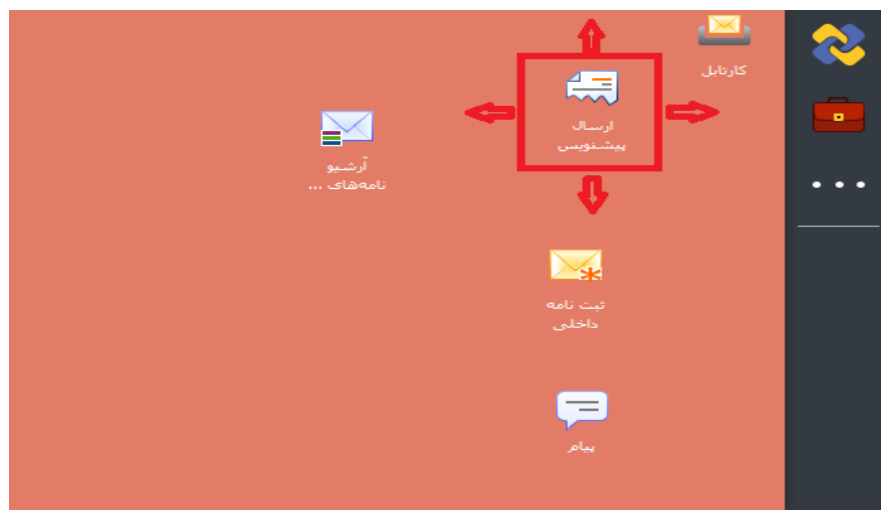 کارتابل
ارسال
پیشنویس
آرشیو
نامه‌های ...
ثبت نامه
داخلی
پیام